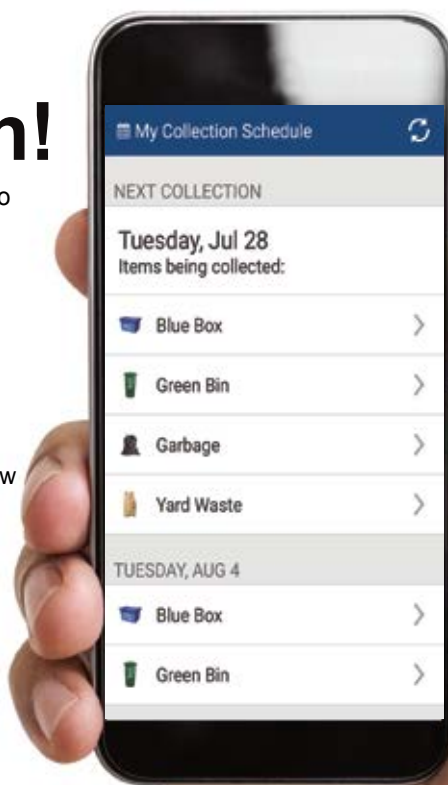 n!
o
w
My Collection Schedule
NEXT COLLECTION
Tuesday, Jul 28
Items being collected:
Blue Box
Green Bin
Garbage
Yard Waste
TUESDAY, AUG 4
Blue Box
Green Bin